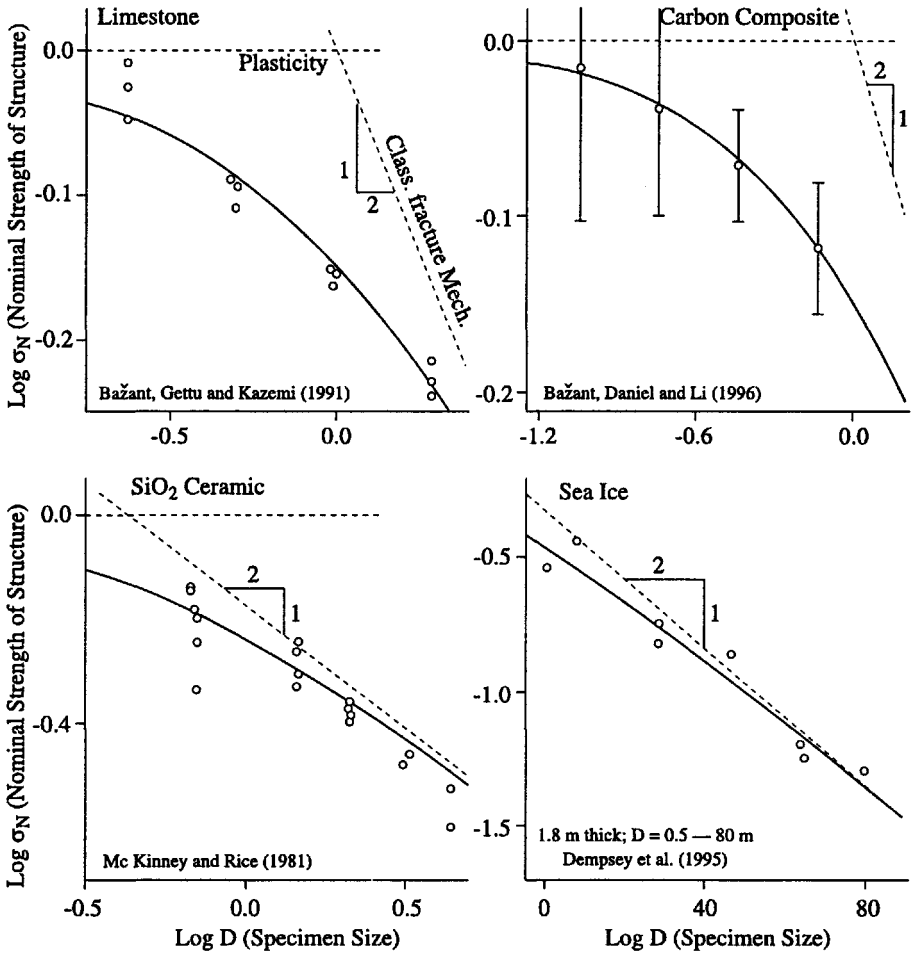 Limestone
0.0
Plasticity
1
2
Class. fracture Mech.
-0.1
-0.2
Bažant, Gettu and Kazemi (1991)
-0.5
0.0
Log σN (Nominal Strength of Structure)
Carbon Composite
0.0
2
1
-0.1
-0.2
Bažant, Daniel and Li (1996)
-1.2
-0.6
0.0
SiO2 Ceramic
0.0
2
1
-0.4
Mc Kinney and Rice (1981)
-0.5
0.0
0.5
Log D (Specimen Size)
Log σN (Nominal Strength of Structure)
Sea Ice
-0.5
2
1
-1.0
-1.5
1.8 m thick; D = 0.5 — 80 m
Dempsey et al. (1995)
0
40
80
Log D (Specimen Size)